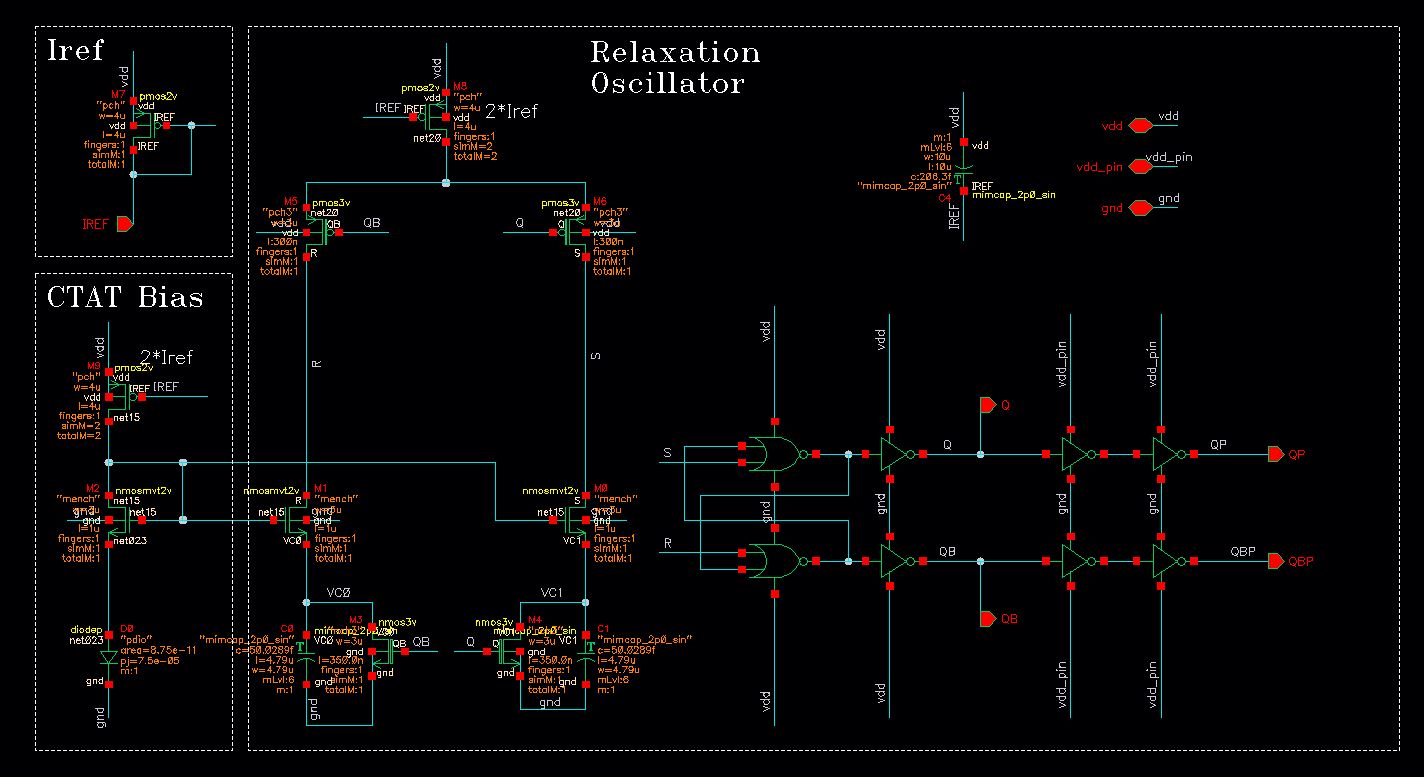 Iref
vdd
M7
pmos2v
"pch"
vdd
w=4u
vdd
IREF
l=4u
fingers:1
IREF
simM:1
totalM:1
IREF
CTAT Bias
vdd
2*Iref
M9
pmos2v
"pch"
vdd
w=4u
IREF
IREF
vdd
l=4u
fingers:1
net15
simM=2
totalM=2
M2
nmosmvt2v
"mench"
net15
gnd
net15
l=1u
fingers:1
simM:1
net023
totalM:1
diodep
D0
net023
"pdio"
area=8.75e-11
pj=7.5e-05
gnd
m:1
gnd
Relaxation
Oscillator
vdd
pmos2v
M8
vdd
"pch"
IREF
IREF
w=4u
2*Iref
vdd
l=4u
fingers:1
net20
simM=2
totalM=2
M5
pmos3v
"pch3"
net20
QB
QB
vdd
l:300n
fingers:1
R
simM:1
totalM:1
pmos3v
M6
net20
"pch3"
Q
Q
vdd
l:300n
fingers:1
S
simM:1
totalM:1
R
S
nmosmvt2v
M1
R
"mench"
net15
gnd
l=1u
fingers:1
VC0
simM:1
totalM:1
nmosmvt2v
M0
S
"mench"
net15
gnd
l=1u
fingers:1
VC1
simM:1
totalM:1
VC0
C0
"mimcap_2p0_sin"
VC0
c=50.0289f
l=4.79u
w=4.79u
mLvl:6
gnd
m:1
gnd
M3
nmos3v
w=3u
QB
QB
gnd
l=350.0n
fingers:1
gnd
simM:1
totalM:1
VC1
nmos3v
M4
w=3u
Q
Q
gnd
l=350.0n
fingers:1
gnd
simM:1
totalM:1
gnd
C1
"mimcap_2p0_sin"
VC1
c=50.0289f
l=4.79u
w=4.79u
mLvl:6
gnd
m:1
vdd
m:1
mLvl:6
vdd
w:10u
l:10u
c:206.3f
"mimcap_2p0_sin"
IREF
mimcap_2p0_sin
C4
IREF
vdd
vdd
vdd_pin
vdd_pin
gnd
gnd
vdd
vdd
vdd_pin
vdd_pin
S
Q
Q
QP
QP
gnd
gnd
gnd
gnd
R
QB
QBP
QBP
QB
vdd
vdd
vdd_pin
vdd_pin